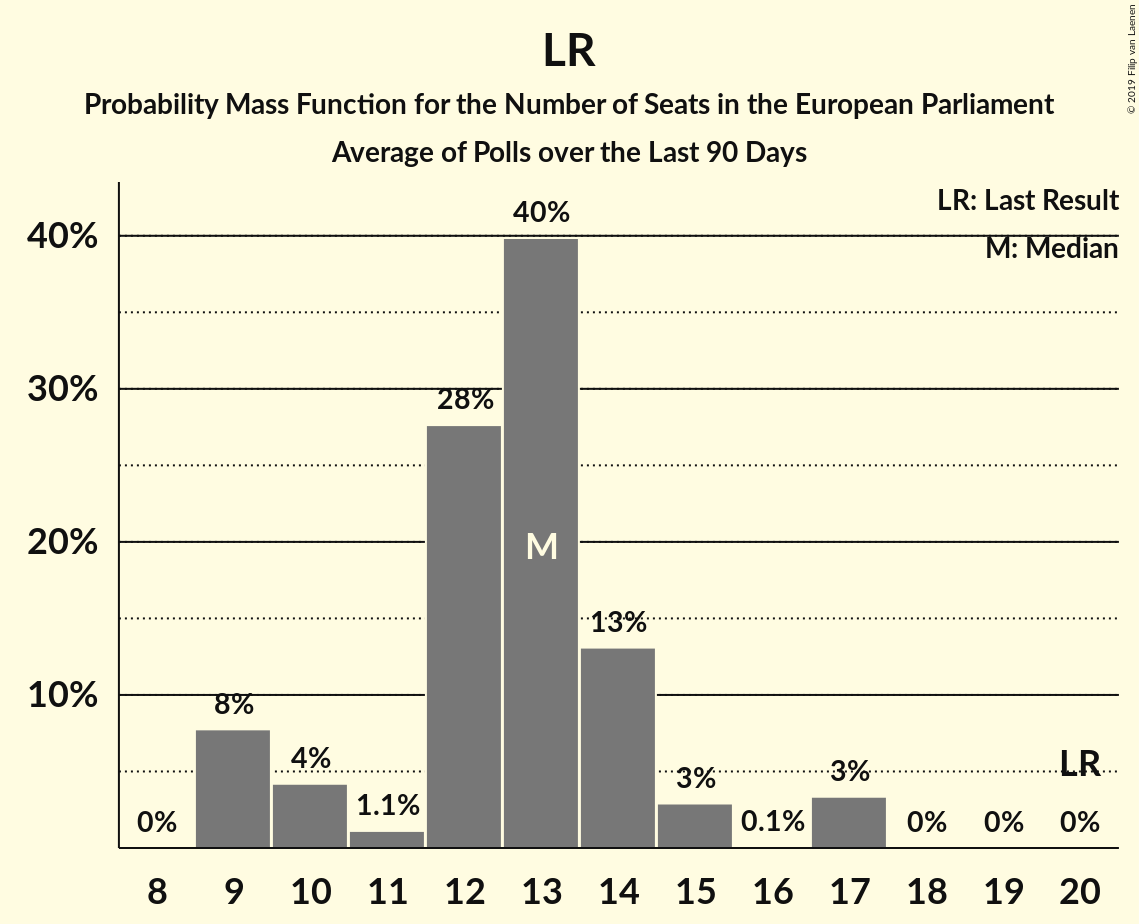 LR
Probability Mass Function for the Number of Seats in the European Parliament
Average of Polls over the Last 90 Days
© 2019 Filip van Laenen
LR: Last Result
M: Median
40%
30%
20%
10%
0%
8%
4%
1.1%
28%
40%
M
13%
3%
0.1%
3%
0%
0%
LR
0%
8 9 10 11 12 13 14 15 16 17 18 19 20